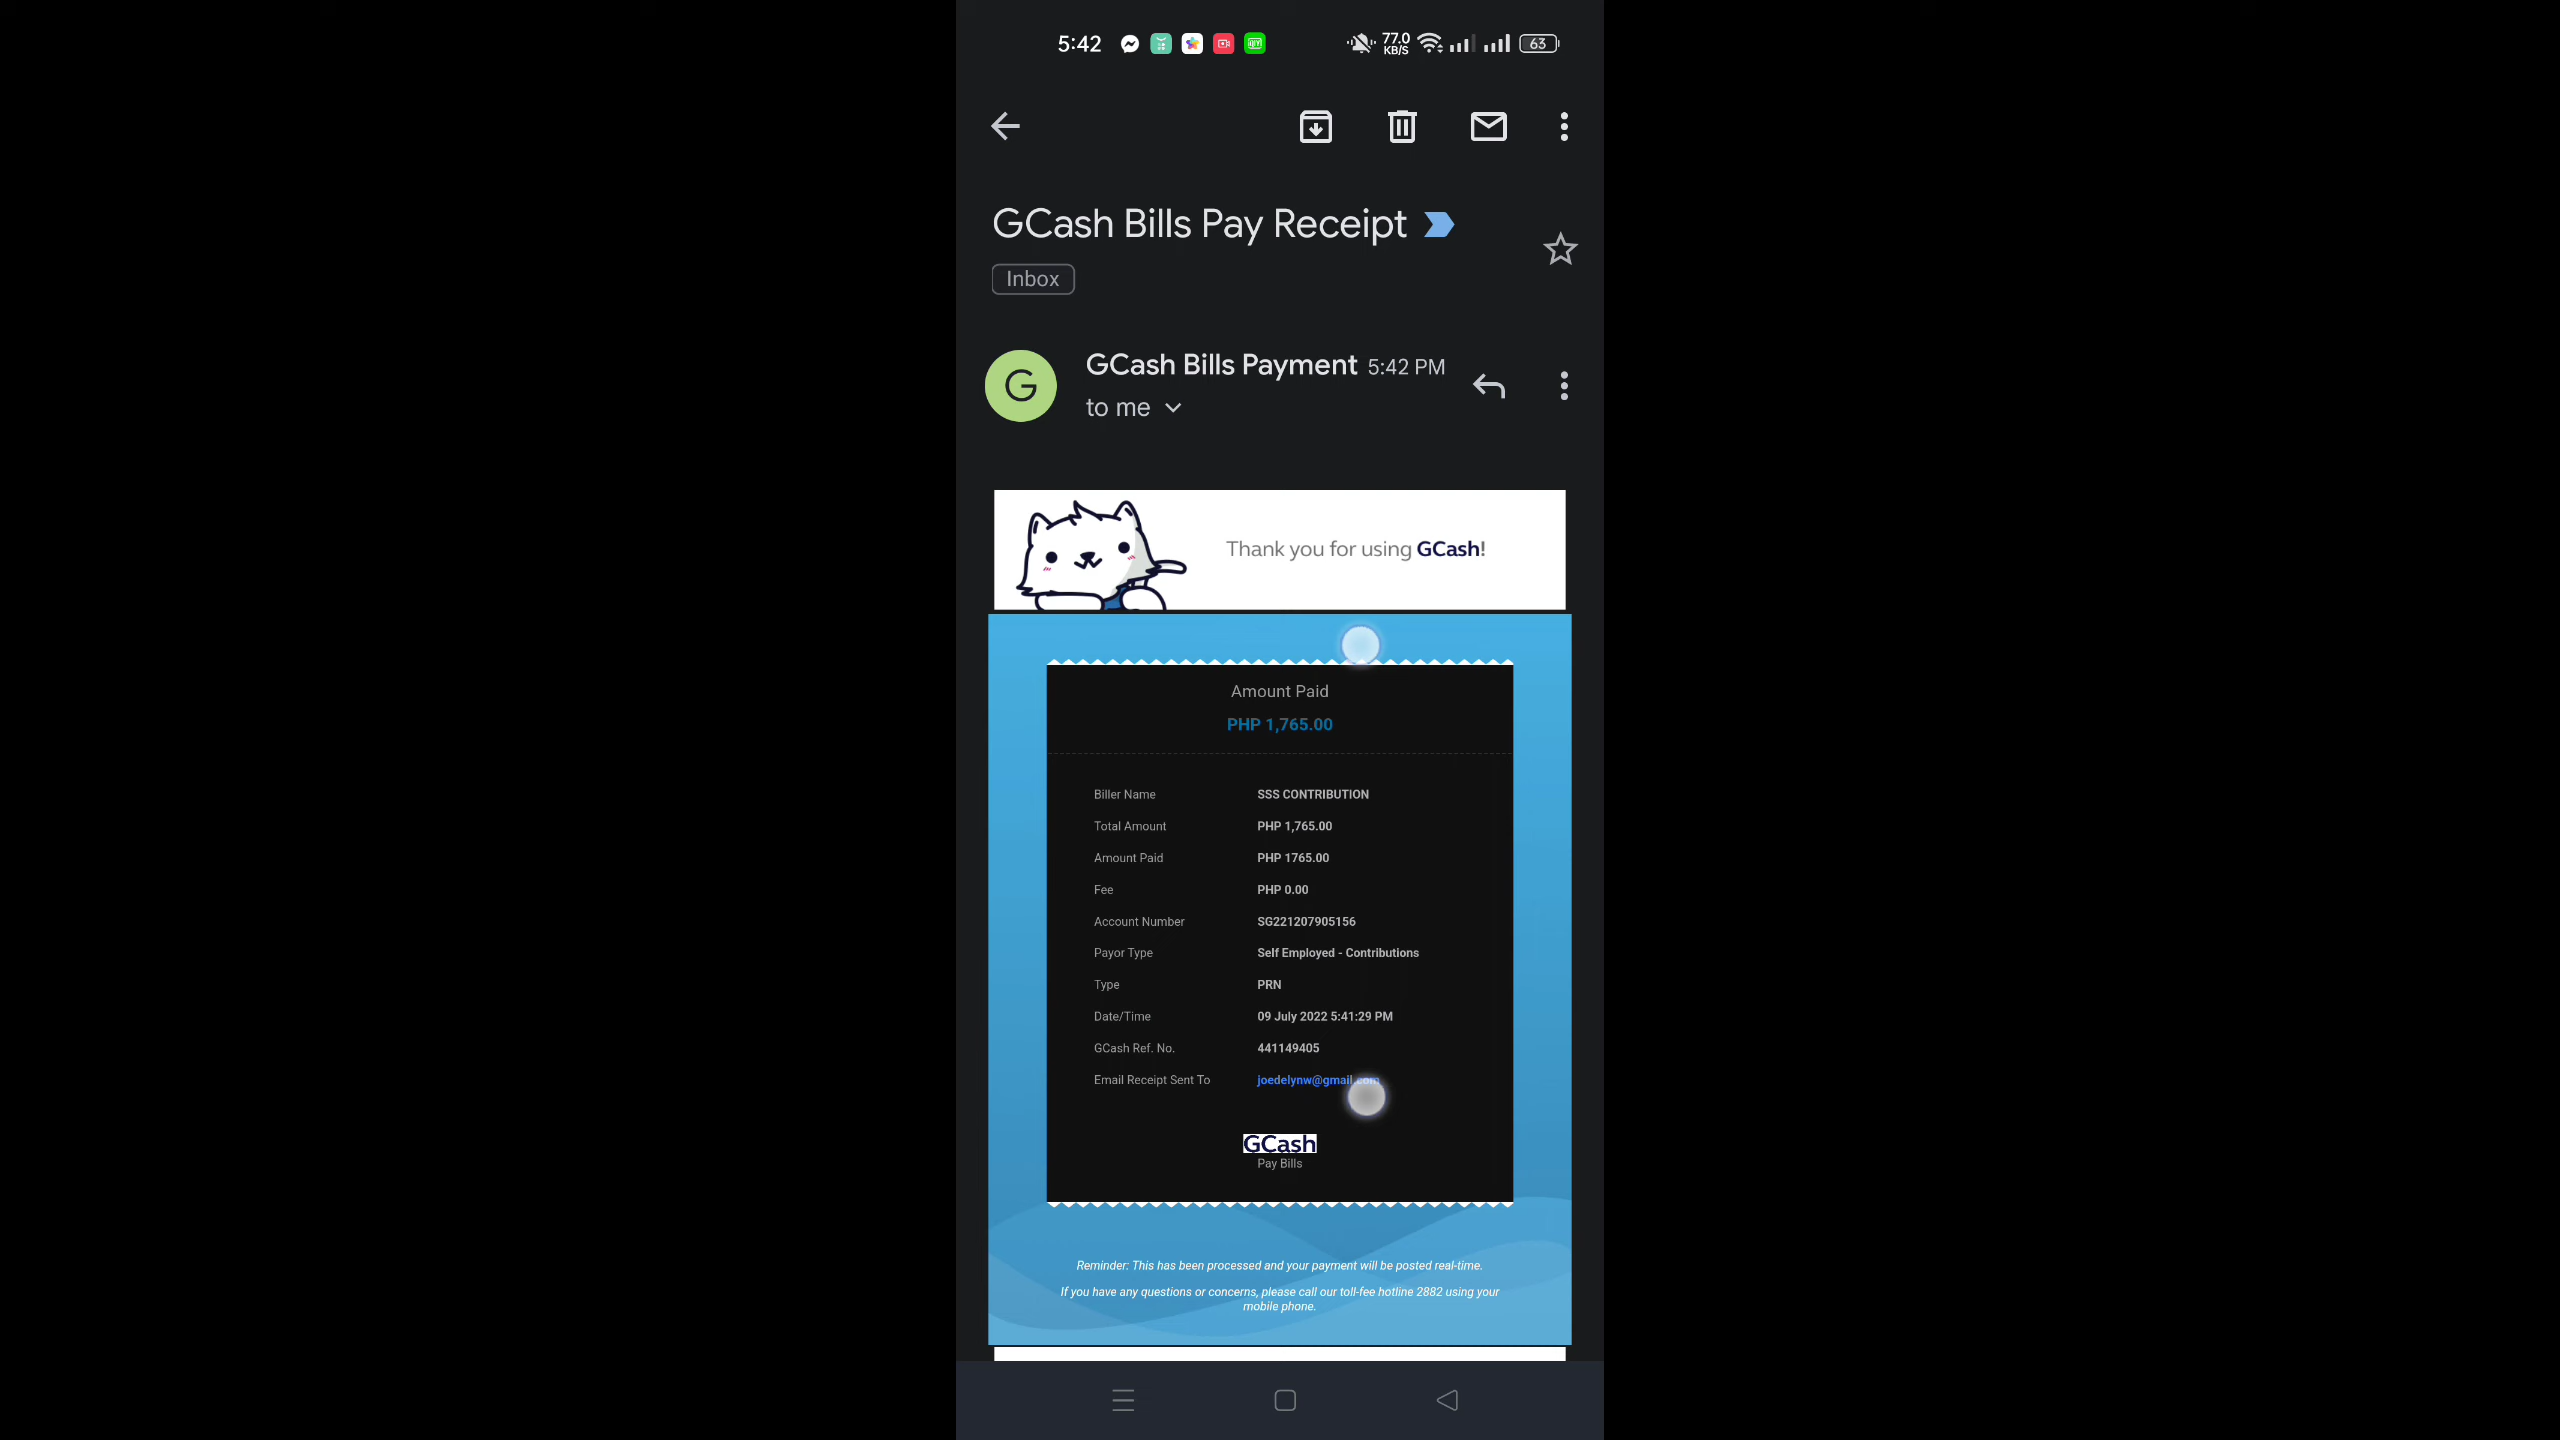 5:42
77.0
KB/S
63
GCash Bills Pay Receipt
Inbox
G
GCash Bills Payment 5:42 PM
to me
Thank you for using GCash!
Amount Paid
PHP 1,765.00
Biller Name SSS CONTRIBUTION
Total Amount PHP 1,765.00
Amount Paid PHP 1765.00
Fee PHP 0.00
Account Number SG221207905156
Payor Type Self Employed - Contributions
Type PRN
Date/Time 09 July 2022 5:41:29 PM
GCash Ref. No. 441149405
Email Receipt Sent To joedelynw@gmail.com
GCash
Pay Bills
Reminder: This has been processed and your payment will be posted real-time.
If you have any questions or concerns, please call our toll-fee hotline 2882 using your
mobile phone.